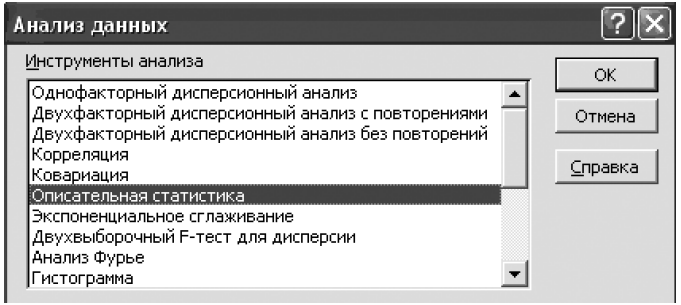 Анализ данных
Инструменты анализа
Однофакторный дисперсионный анализ
Двухфакторный дисперсионный анализ с повторениями
Двухфакторный дисперсионный анализ без повторений
Корреляция
Ковариация
Описательная статистика
Экспоненциальное сглаживание
Двухвыборочный F-тест для дисперсии
Анализ Фурье
Гистограмма
OK
Отмена
Справка